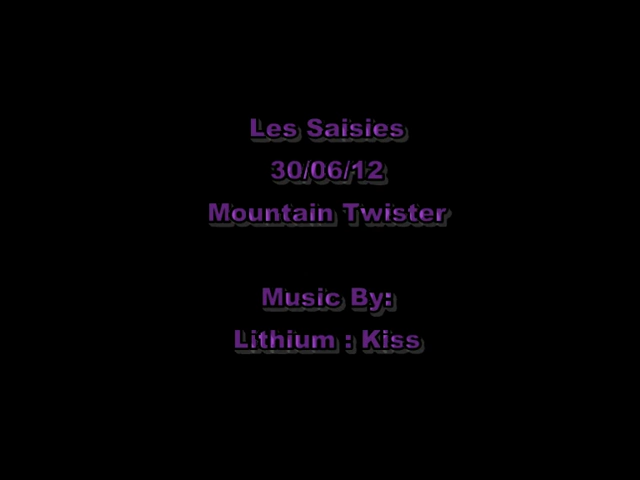 Les Saisies
30/06/12
Mountain Twister
Music By:
Lithium : Kiss